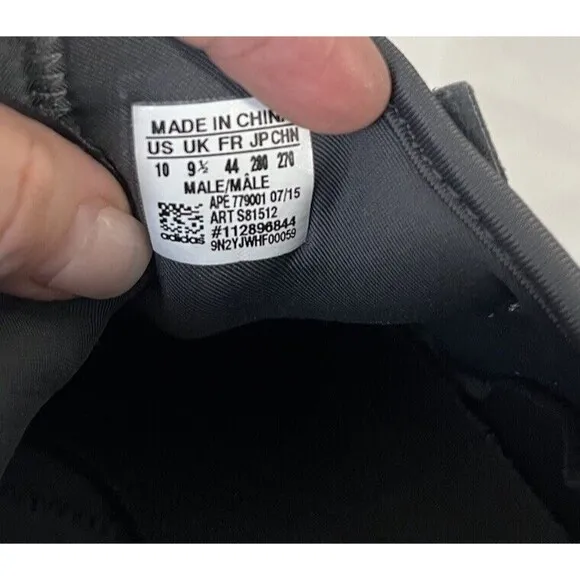 MADE IN CHINA
US UK FR JP CHN
10 9½ 44 280 270
MALE/MÂLE
APE 779001 07/15
ART S81512
#112896844
9N2YJWHF00059
adidas